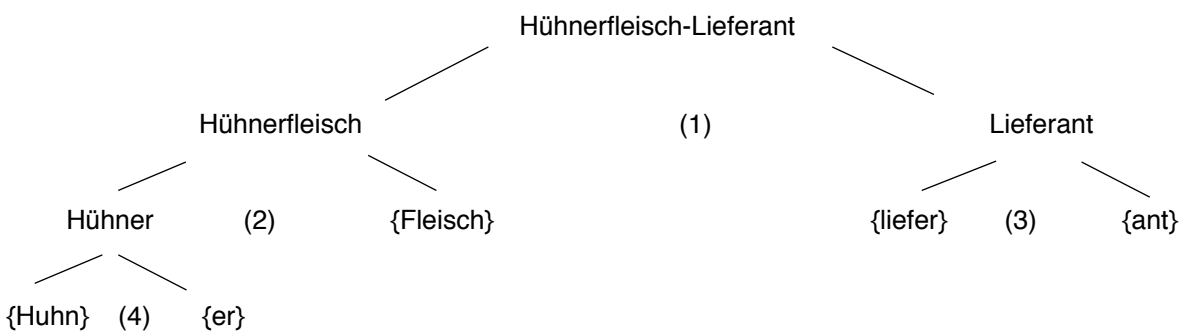 Hühnerfleisch-Lieferant
Hühnerfleisch (1) Lieferant
Hühner (2) {Fleisch} {liefer} (3) {ant}
{Huhn} (4) {er}